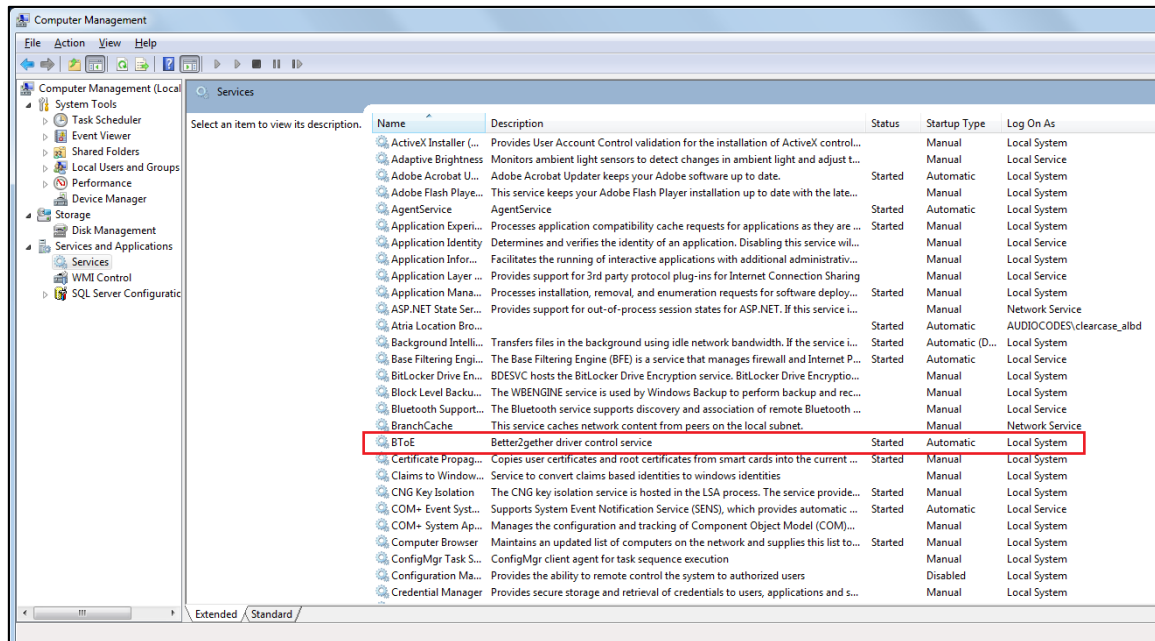 Computer Management
File Action View Help
Computer Management (Local
System Tools
Task Scheduler
Event Viewer
Shared Folders
Local Users and Groups
Performance
Device Manager
Storage
Disk Management
Services and Applications
Services
WMI Control
SQL Server Configuratic
Services
Select an item to view its description.
Name Description Status Startup Type Log On As
ActiveX Installer (... Provides User Account Control validation for the installation of ActiveX control... Manual Local System
Adaptive Brightness Monitors ambient light sensors to detect changes in ambient light and adjust t... Manual Local Service
Adobe Acrobat U... Adobe Acrobat Updater keeps your Adobe software up to date. Started Automatic Local System
Adobe Flash Playe... This service keeps your Adobe Flash Player installation up to date with the late... Manual Local System
AgentService AgentService Started Automatic Local System
Application Experi... Processes application compatibility cache requests for applications as they are ... Started Manual Local System
Application Identity Determines and verifies the identity of an application. Disabling this service wil... Manual Local Service
Application Infor... Facilitates the running of interactive applications with additional administrativ... Manual Local System
Application Layer ... Provides support for 3rd party protocol plug-ins for Internet Connection Sharing Manual Local Service
Application Mana... Processes installation, removal, and enumeration requests for software deploy... Started Manual Local System
ASP.NET State Ser... Provides support for out-of-process session states for ASP.NET. If this service i... Manual Network Service
Atria Location Bro... Started Automatic AUDIOCODES\clearcase_albd
Background Intelli... Transfers files in the background using idle network bandwidth. If the service i... Started Automatic (D... Local System
Base Filtering Engi... The Base Filtering Engine (BFE) is a service that manages firewall and Internet P... Started Automatic Local Service
BitLocker Drive En... BDESVC hosts the BitLocker Drive Encryption service. BitLocker Drive Encryptio... Manual Local System
Block Level Backu... The WBENGINE service is used by Windows Backup to perform backup and rec... Manual Local System
Bluetooth Support... The Bluetooth service supports discovery and association of remote Bluetooth ... Manual Local Service
BranchCache This service caches network content from peers on the local subnet. Manual Network Service
BToE Better2gether driver control service Started Automatic Local System
Certificate Propag... Copies user certificates and root certificates from smart cards into the current ... Started Manual Local System
Claims to Window... Service to convert claims based identities to windows identities Manual Local System
CNG Key Isolation The CNG key isolation service is hosted in the LSA process. The service provide... Started Manual Local System
COM+ Event Syst... Supports System Event Notification Service (SENS), which provides automatic ... Started Automatic Local Service
COM+ System Ap... Manages the configuration and tracking of Component Object Model (COM)... Manual Local System
Computer Browser Maintains an updated list of computers on the network and supplies this list to... Started Manual Local System
ConfigMgr Task S... ConfigMgr client agent for task sequence execution Manual Local System
Configuration Ma... Provides the ability to remote control the system to authorized users Disabled Local System
Credential Manager Provides secure storage and retrieval of credentials to users, applications and s... Manual Local System
Extended Standard